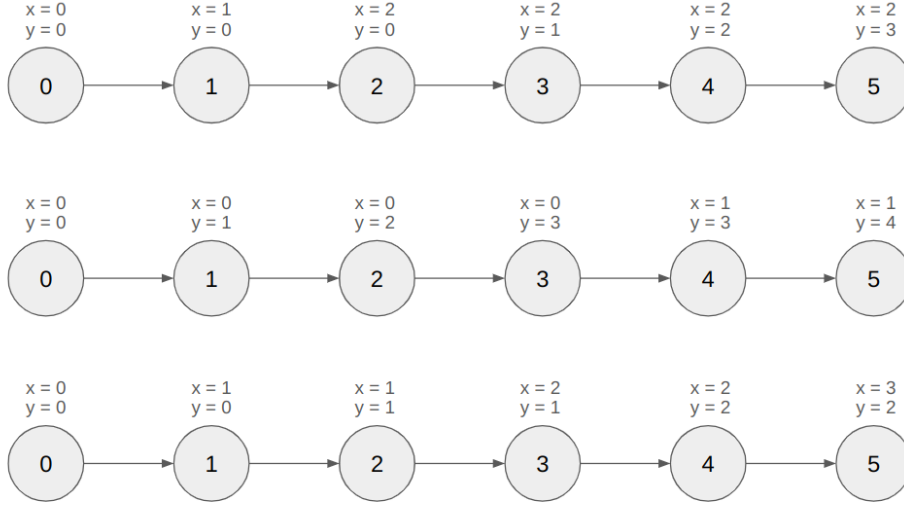 x = 0 x = 1 x = 2 x = 2 x = 2 x = 2
y = 0 y = 0 y = 0 y = 1 y = 2 y = 3
0 1 2 3 4 5
x = 0 x = 0 x = 0 x = 0 x = 1 x = 1
y = 0 y = 1 y = 2 y = 3 y = 3 y = 4
0 1 2 3 4 5
x = 0 x = 1 x = 1 x = 2 x = 2 x = 3
y = 0 y = 0 y = 1 y = 1 y = 2 y = 2
0 1 2 3 4 5